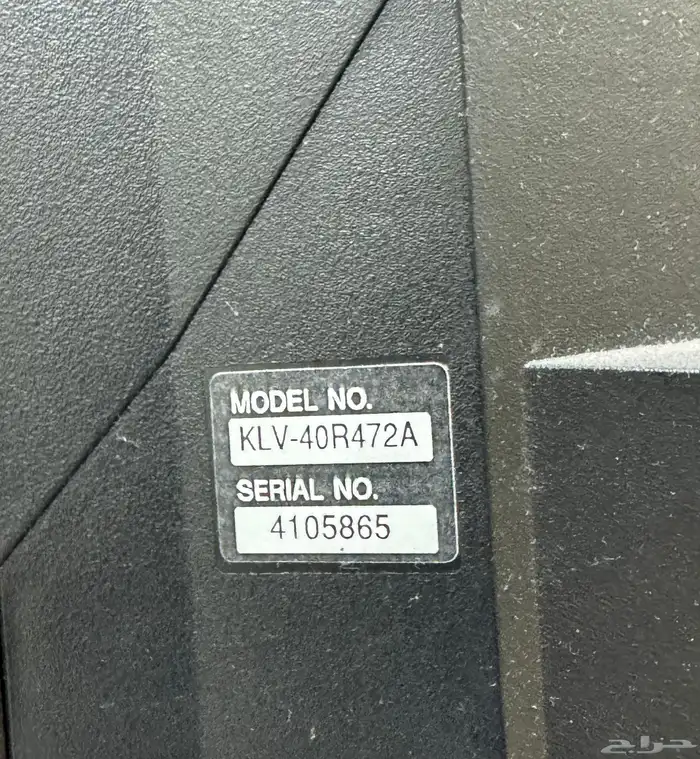 MODEL NO.
KLV-40R472A
SERIAL NO.
4105865
حراج